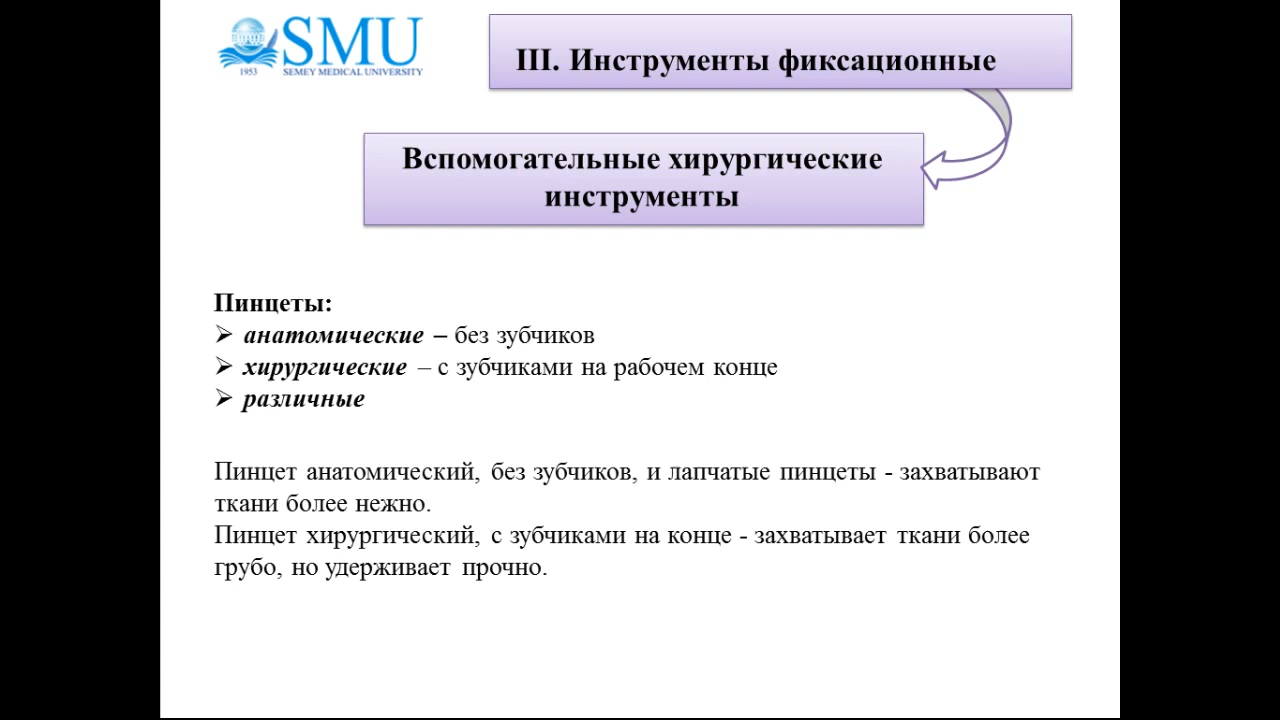 SMU
1953 SEMEY MEDICAL UNIVERSITY
III. Инструменты фиксационные
Вспомогательные хирургические
инструменты
Пинцеты:
➢ анатомические – без зубчиков
➢ хирургические – с зубчиками на рабочем конце
➢ различные
Пинцет анатомический, без зубчиков, и лапчатые пинцеты - захватывают
ткани более нежно.
Пинцет хирургический, с зубчиками на конце - захватывает ткани более
грубо, но удерживает прочно.